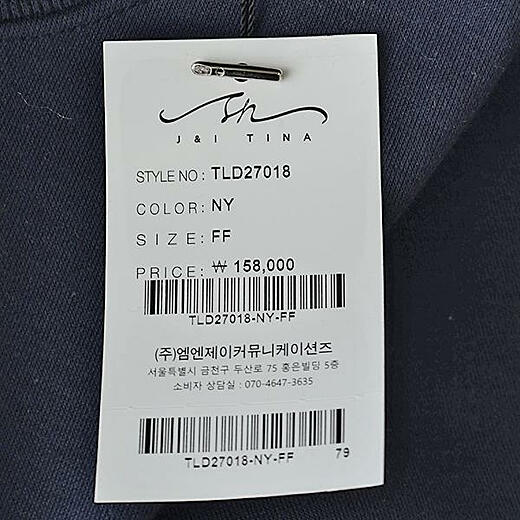 J & I TINA
STYLE NO : TLD27018
COLOR : NY
SIZE : FF
PRICE : ₩ 158,000
TLD27018-NY-FF
(주)엠엔제이커뮤니케이션즈
서울특별시 금천구 두산로 75 홍은빌딩 5층
소비자 상담실 : 070-4647-3635
TLD27018-NY-FF 79